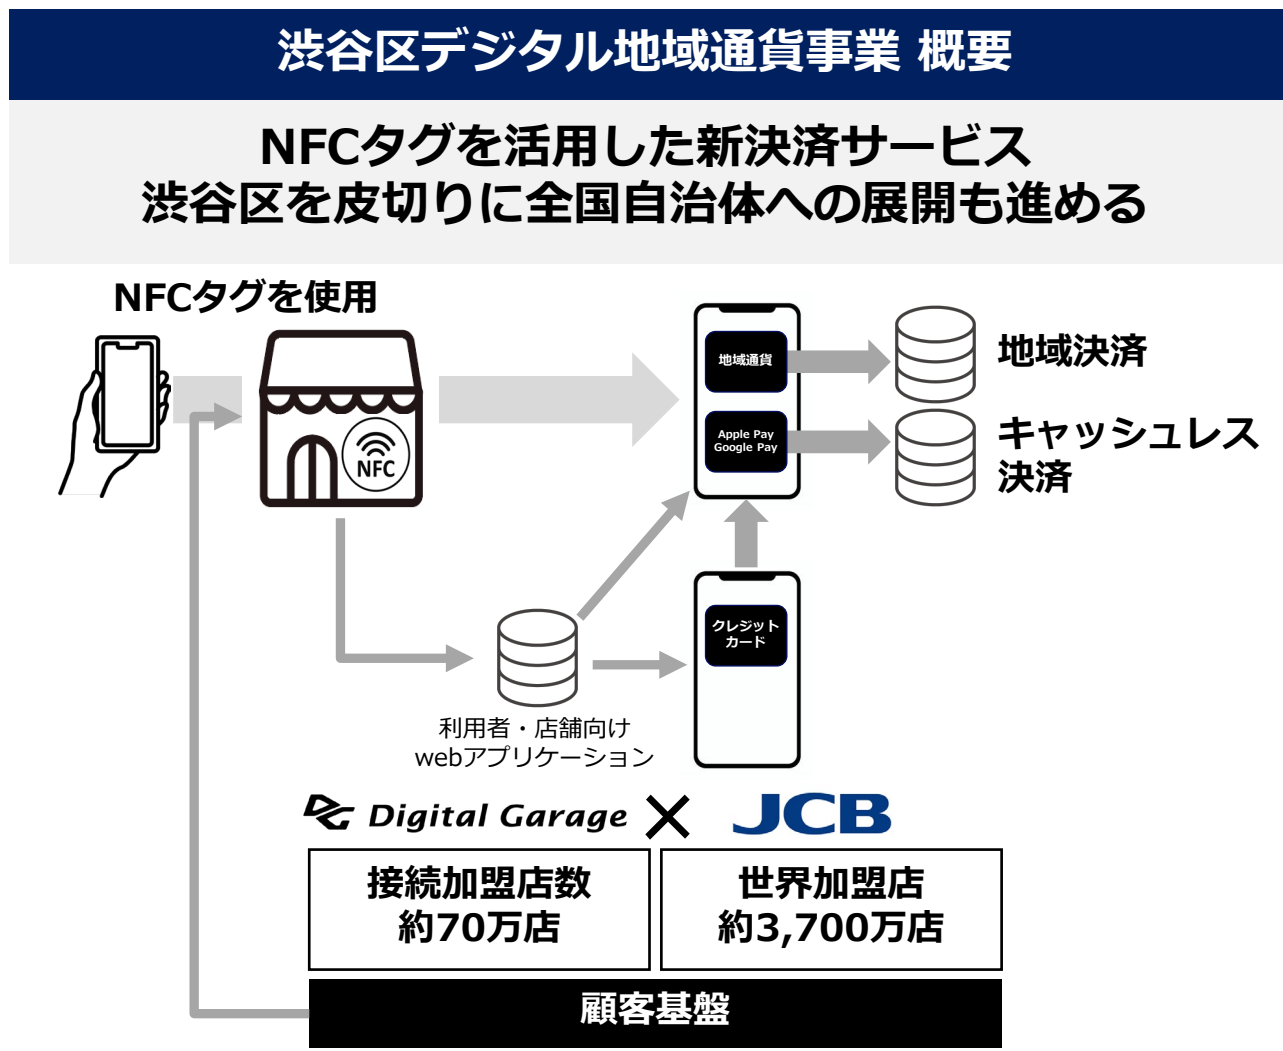 渋谷区デジタル地域通貨事業 概要
NFCタグを活用した新決済サービス
渋谷区を皮切りに全国自治体への展開も進める
NFCタグを使用
NFC
地域通貨
Apple Pay
Google Pay
地域決済
キャッシュレス
決済
クレジット
カード
利用者・店舗向け
webアプリケーション
DG Digital Garage
JCB
接続加盟店数
約70万店
世界加盟店
約3,700万店
顧客基盤